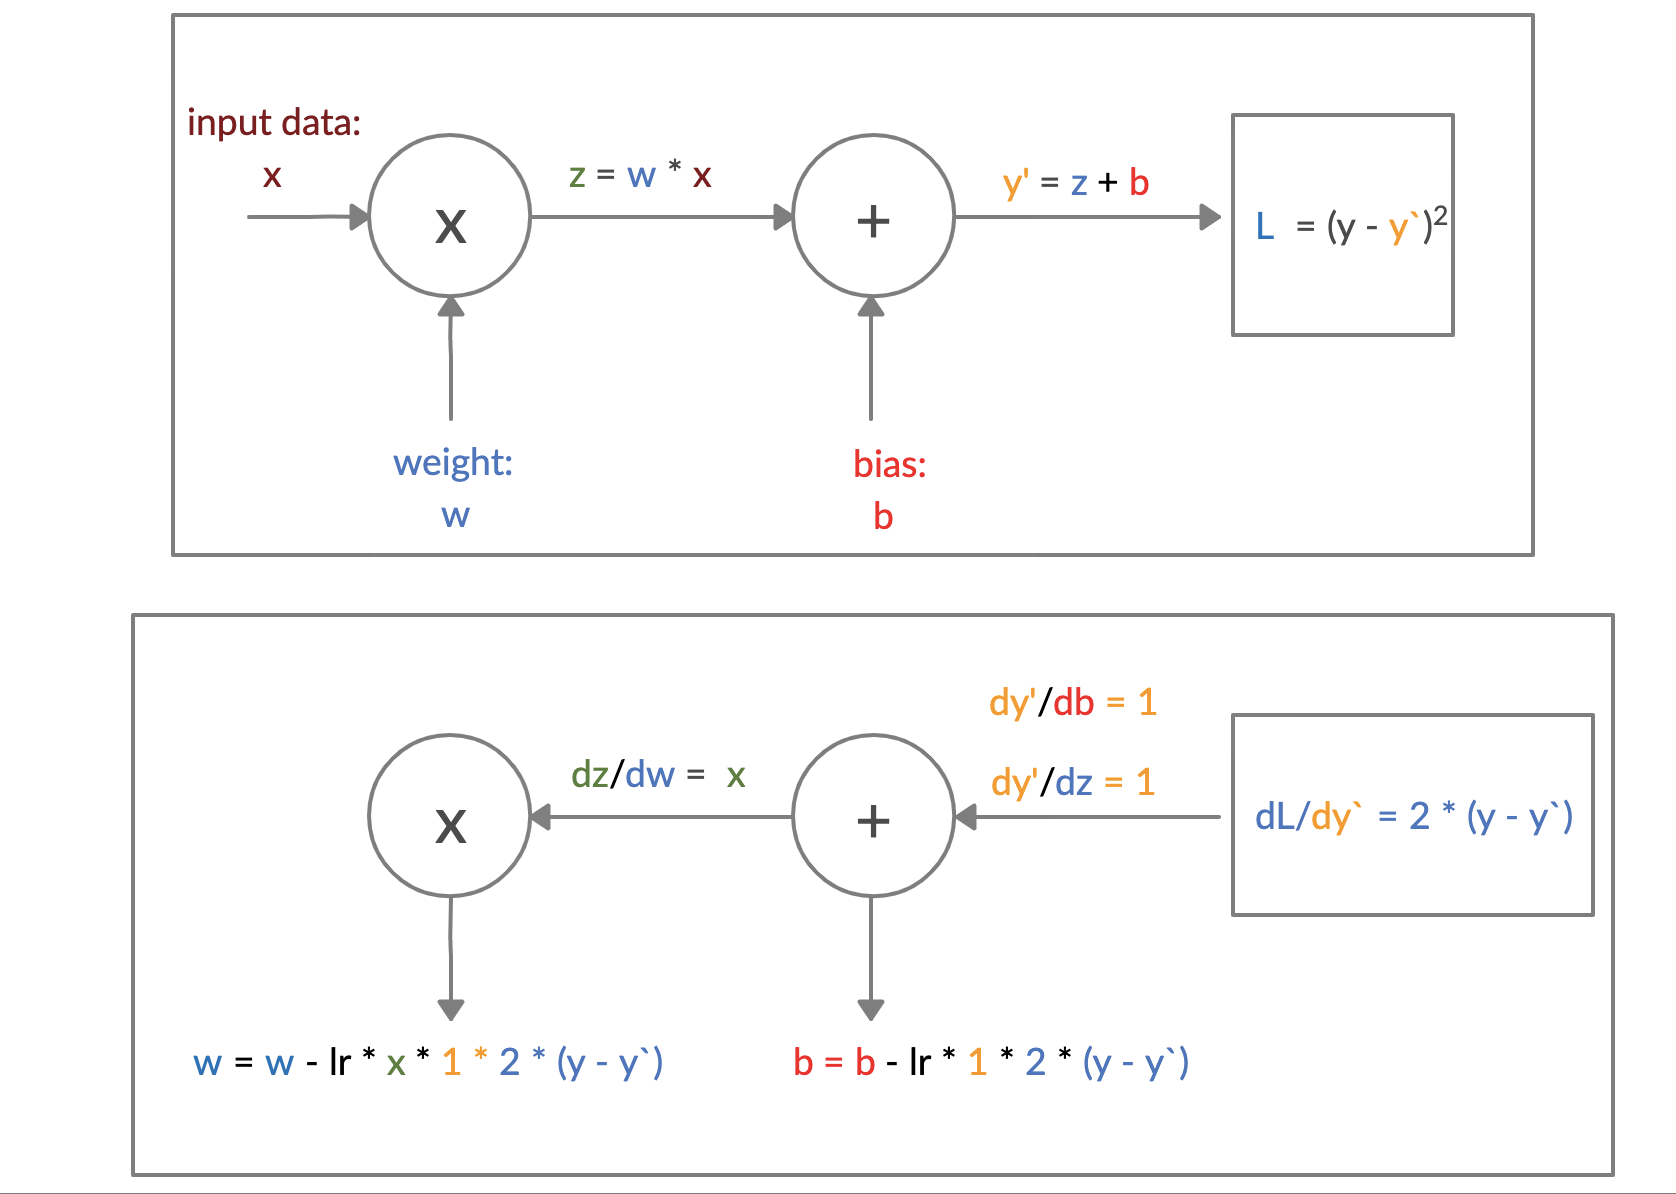 input data:
x
x
z = w * x
+
y' = z + b
L = (y - y`)²
weight:
w
bias:
b
dy'/db = 1
dz/dw = x
dy'/dz = 1
x
+
dL/dy` = 2 * (y - y`)
w = w - lr * x * 1 * 2 * (y - y`)
b = b - lr * 1 * 2 * (y - y`)